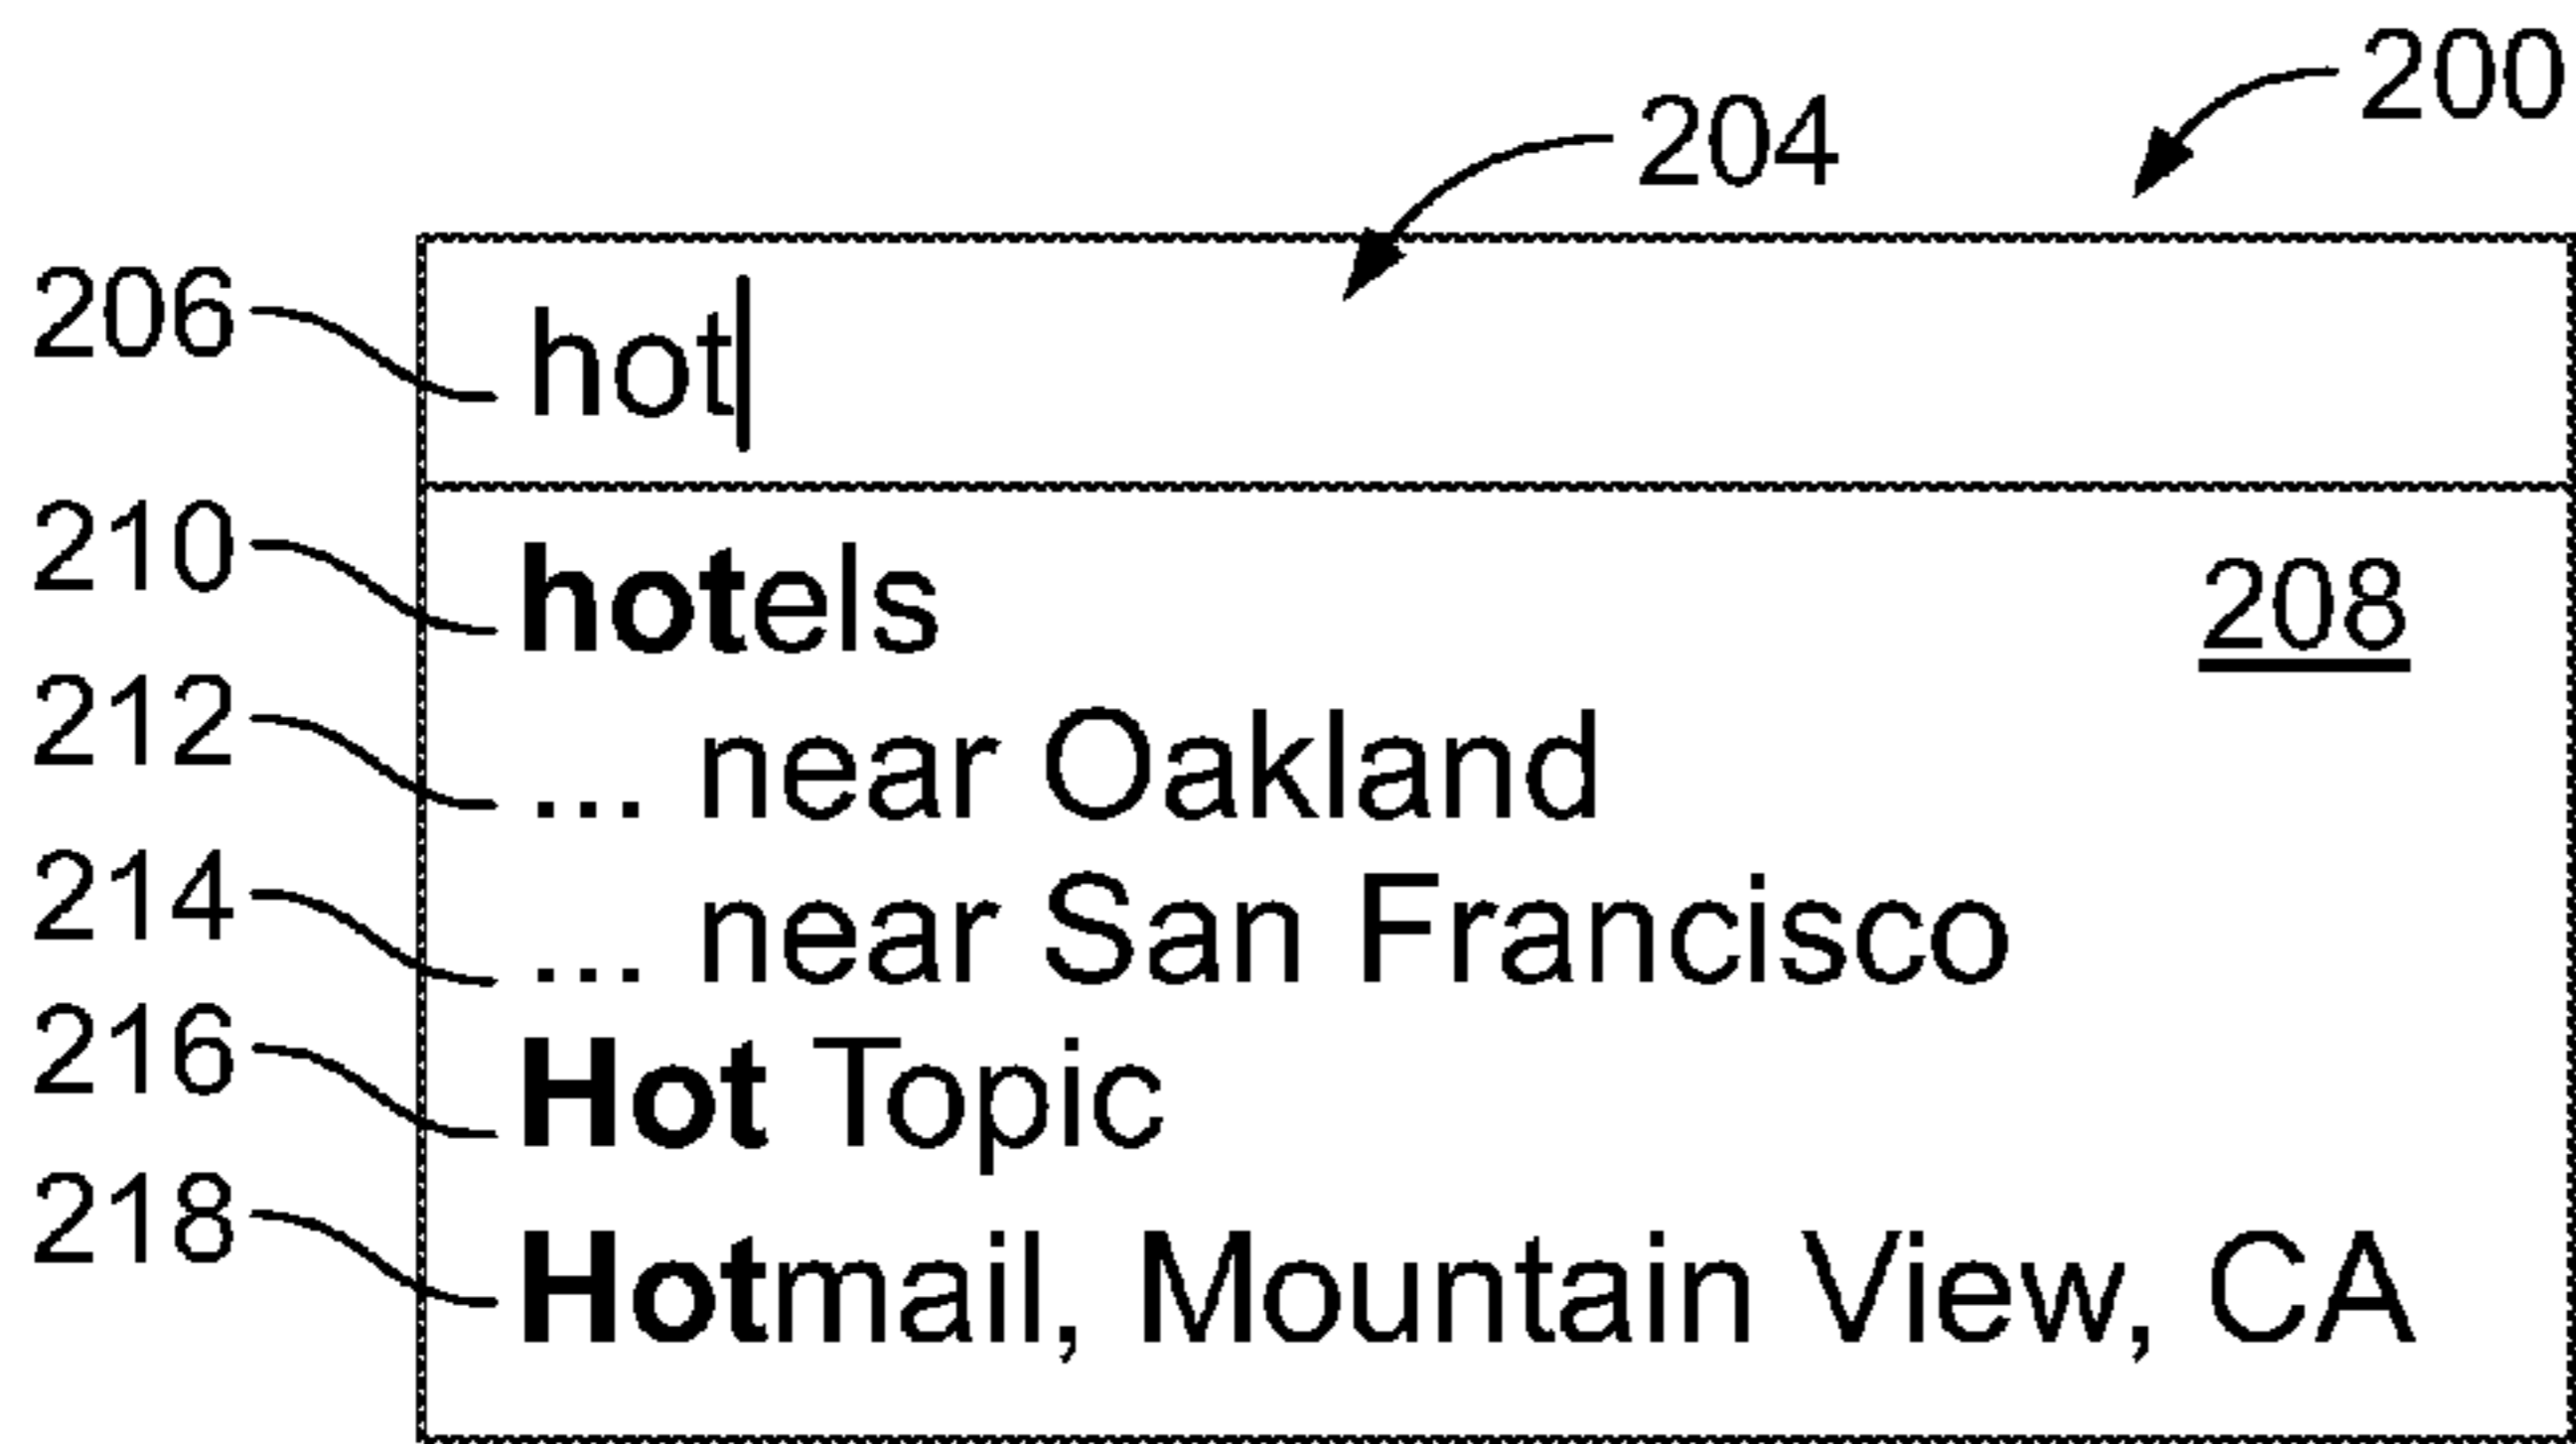 200
204
206 hot
210 hotels 208
212 ... near Oakland
214 ... near San Francisco
216 Hot Topic
218 Hotmail, Mountain View, CA